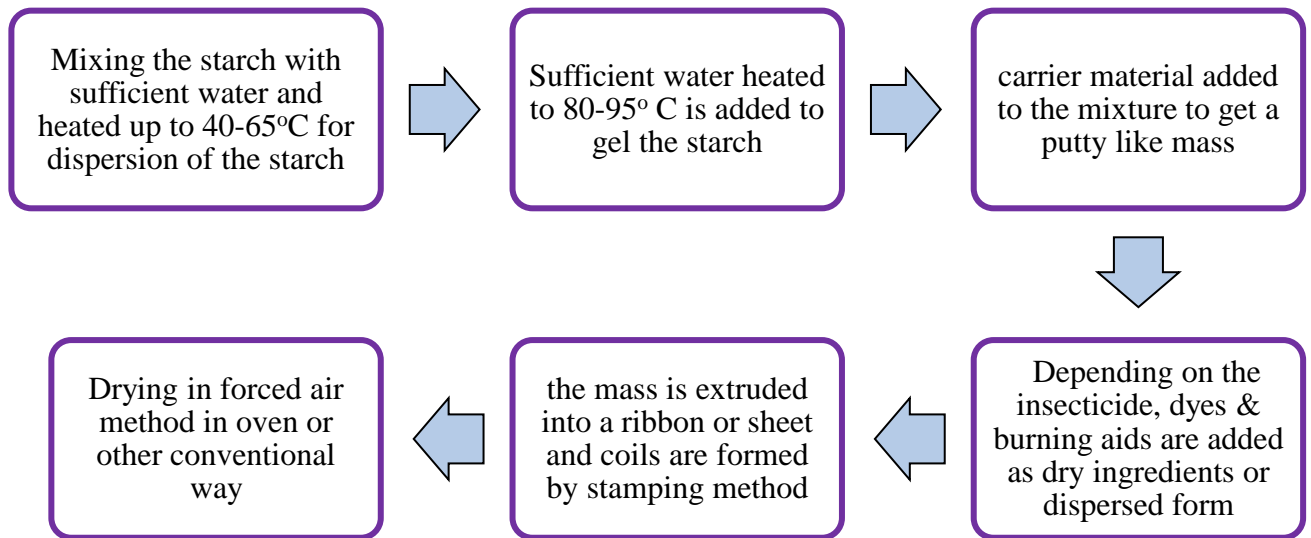 Mixing the starch with
sufficient water and
heated up to 40-65°C for
dispersion of the starch
Sufficient water heated
to 80-95° C is added to
gel the starch
carrier material added
to the mixture to get a
putty like mass
Depending on the
insecticide, dyes &
burning aids are added
as dry ingredients or
dispersed form
the mass is extruded
into a ribbon or sheet
and coils are formed
by stamping method
Drying in forced air
method in oven or
other conventional
way